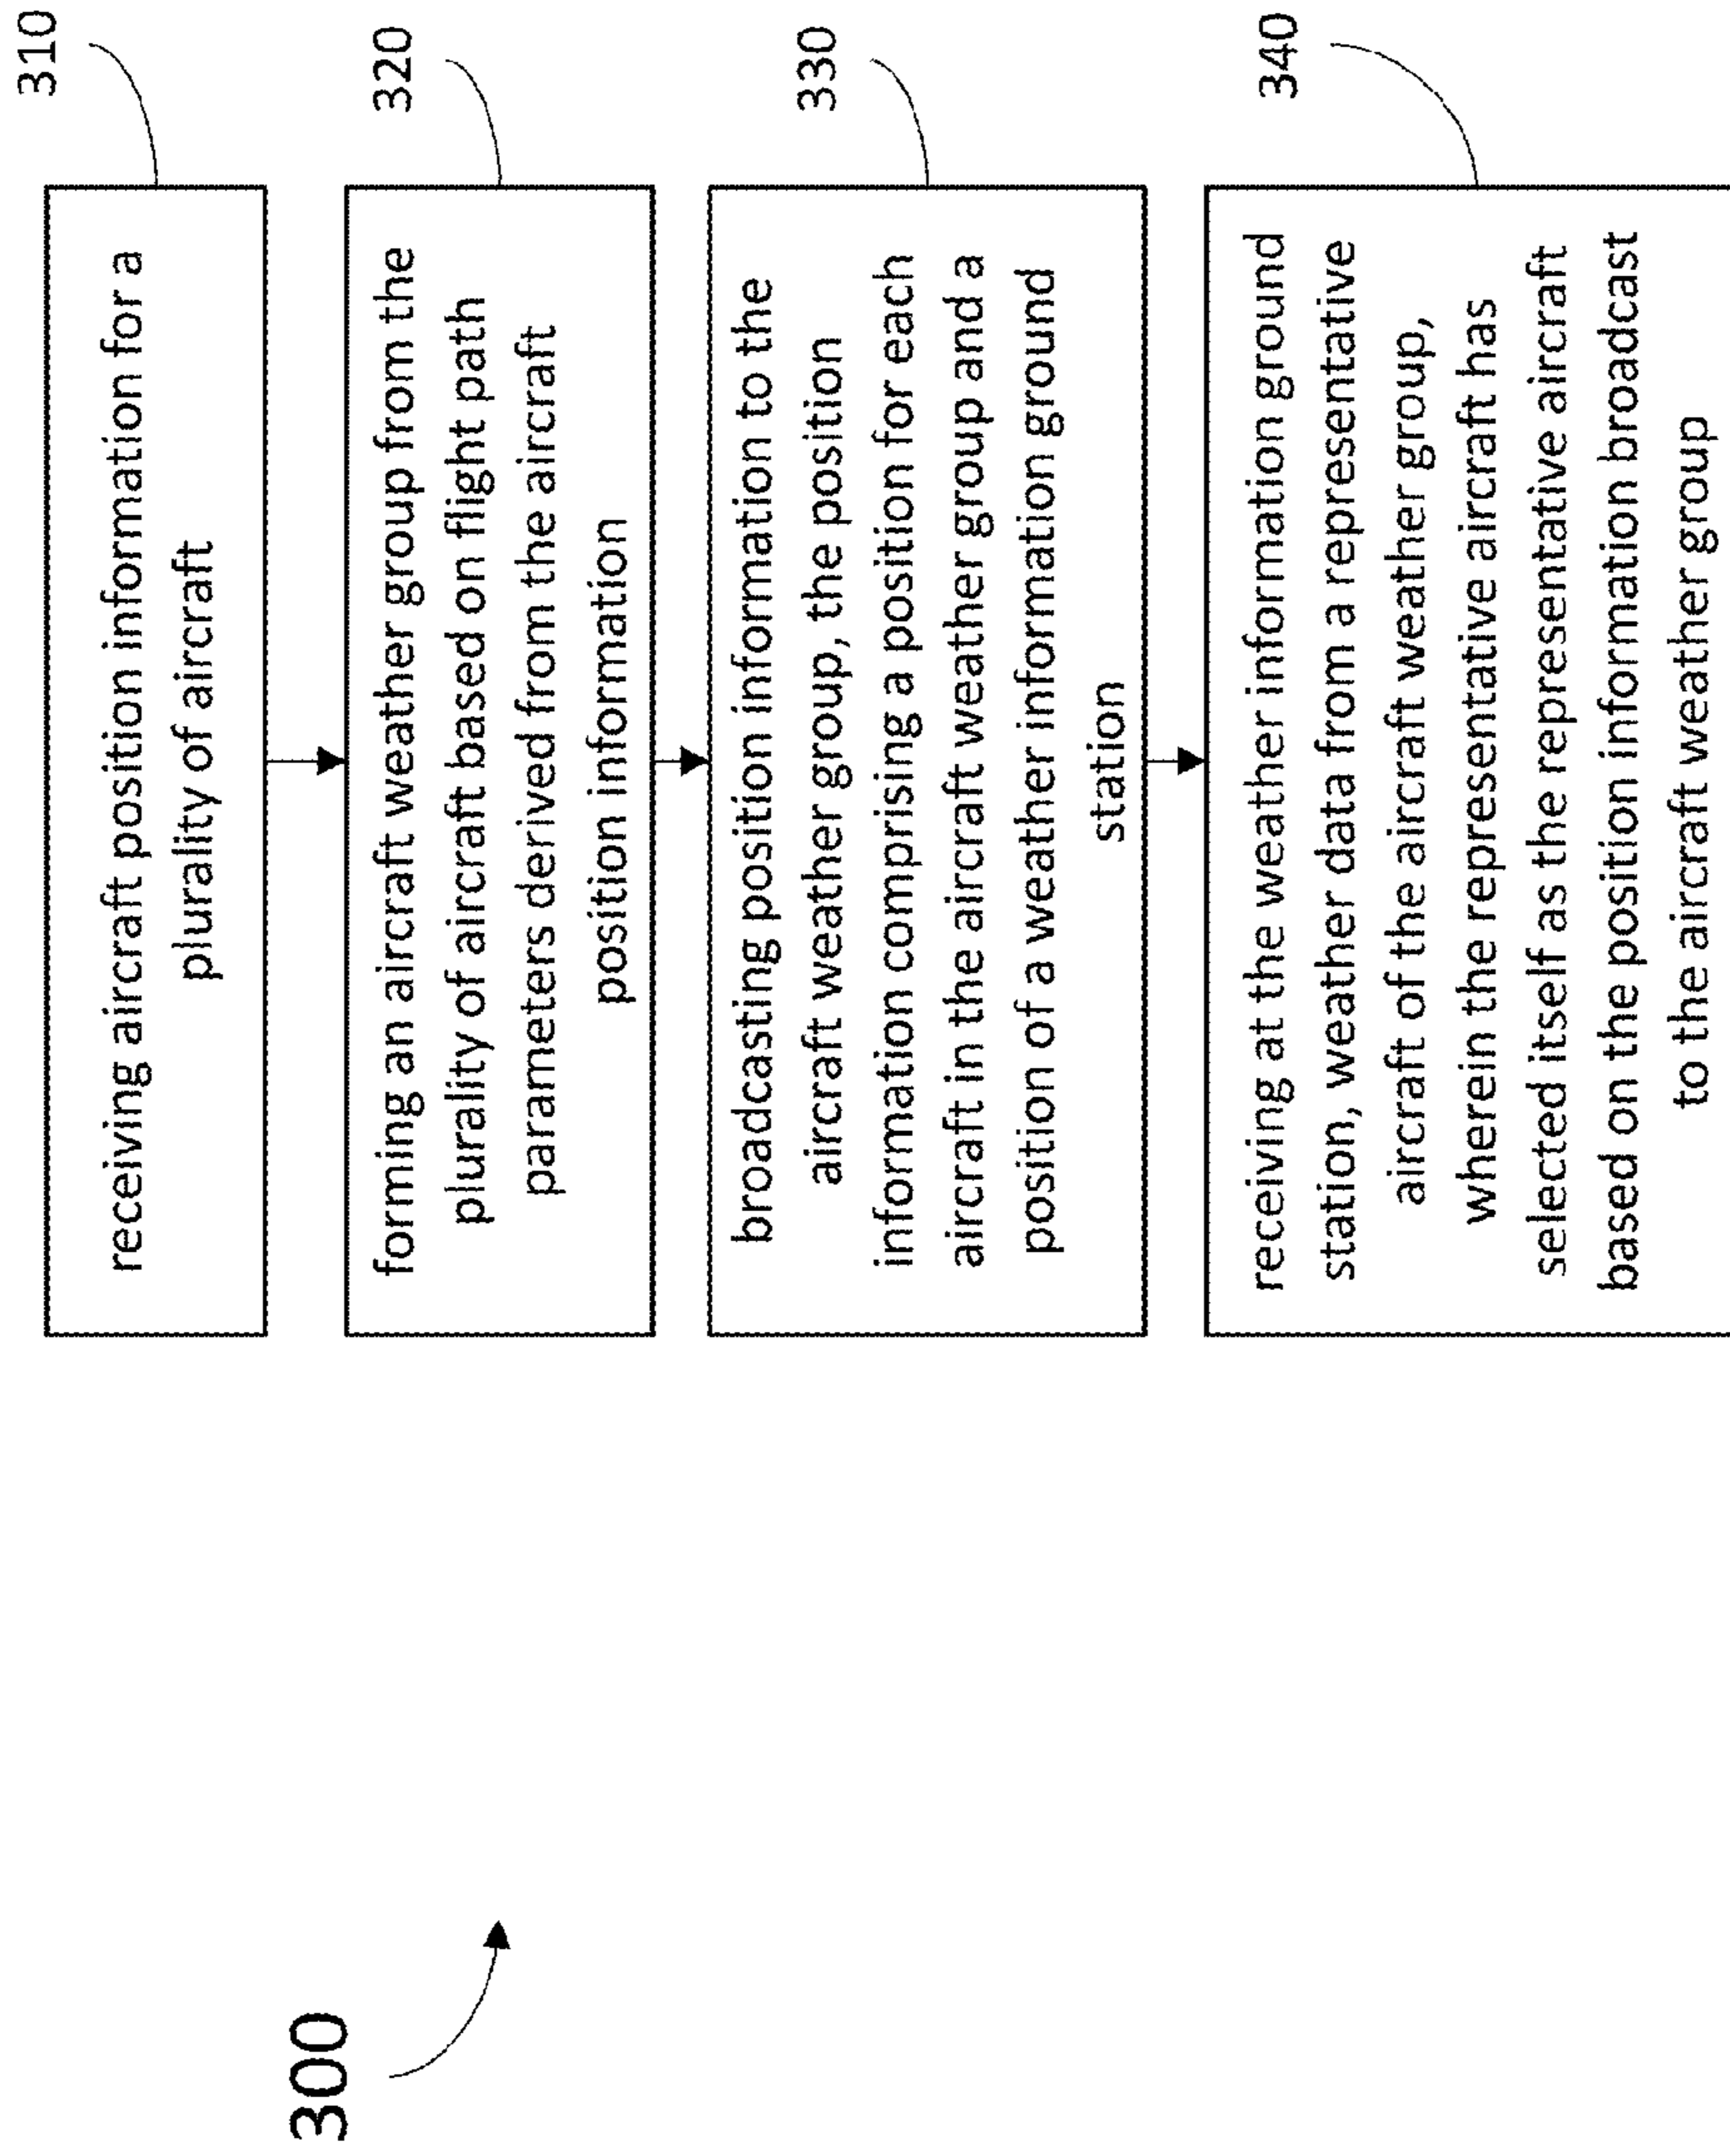 300
310
receiving aircraft position information for a
plurality of aircraft
320
forming an aircraft weather group from the
plurality of aircraft based on flight path
parameters derived from the aircraft
position information
330
broadcasting position information to the
aircraft weather group, the position
information comprising a position for each
aircraft in the aircraft weather group and a
position of a weather information ground
station
340
receiving at the weather information ground
station, weather data from a representative
aircraft of the aircraft weather group,
wherein the representative aircraft has
selected itself as the representative aircraft
based on the position information broadcast
to the aircraft weather group